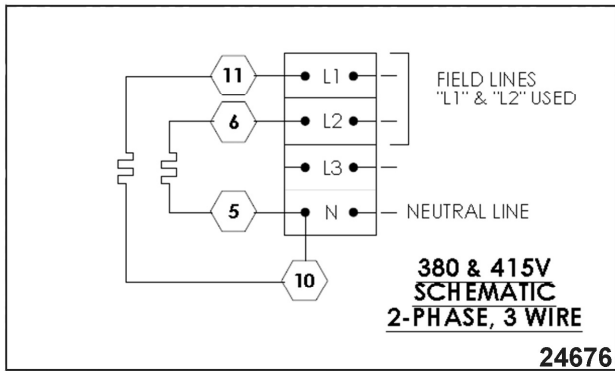 11
L1
FIELD LINES
"L1" & "L2" USED
6
L2
L3
5
N
NEUTRAL LINE
10
380 & 415V
SCHEMATIC
2-PHASE, 3 WIRE
24676